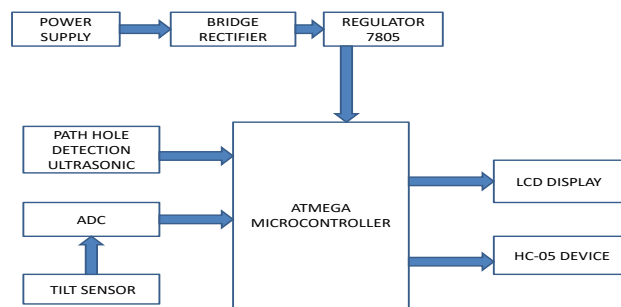 POWER
SUPPLY
BRIDGE
RECTIFIER
REGULATOR
7805
PATH HOLE
DETECTION
ULTRASONIC
ADC
TILT SENSOR
ATMEGA
MICROCONTROLLER
LCD DISPLAY
HC-05 DEVICE